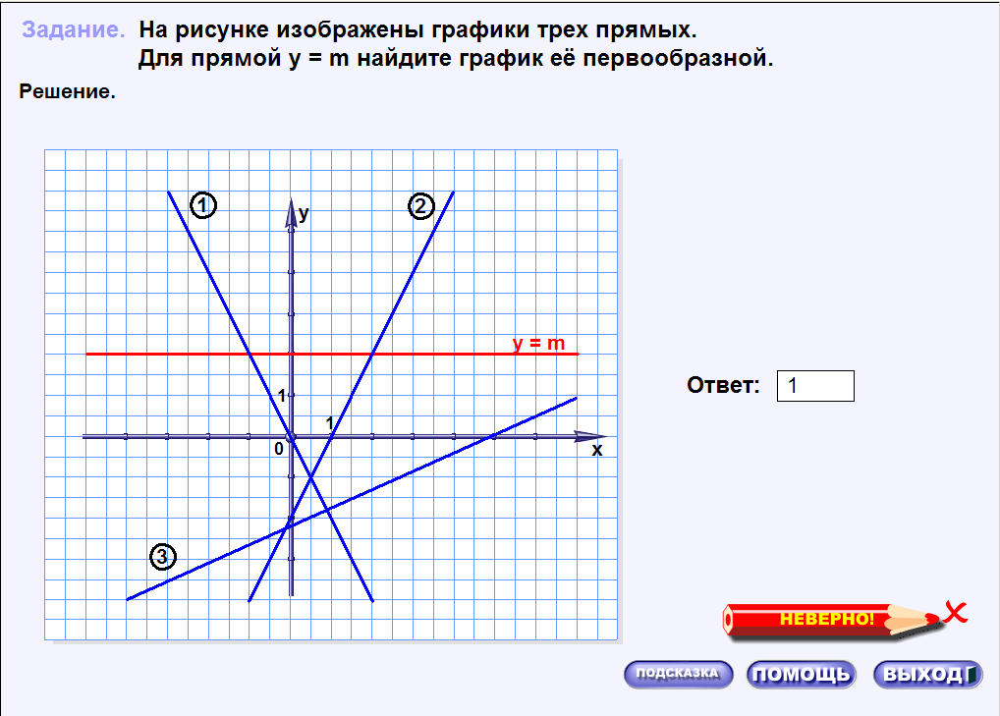 Задание. На рисунке изображены графики трех прямых.
Для прямой y = m найдите график её первообразной.
Решение.
1
2
y
y = m
1
1
0
x
3
Ответ: 1
НЕВЕРНО!
ПОДСКАЗКА ПОМОЩЬ ВЫХОД